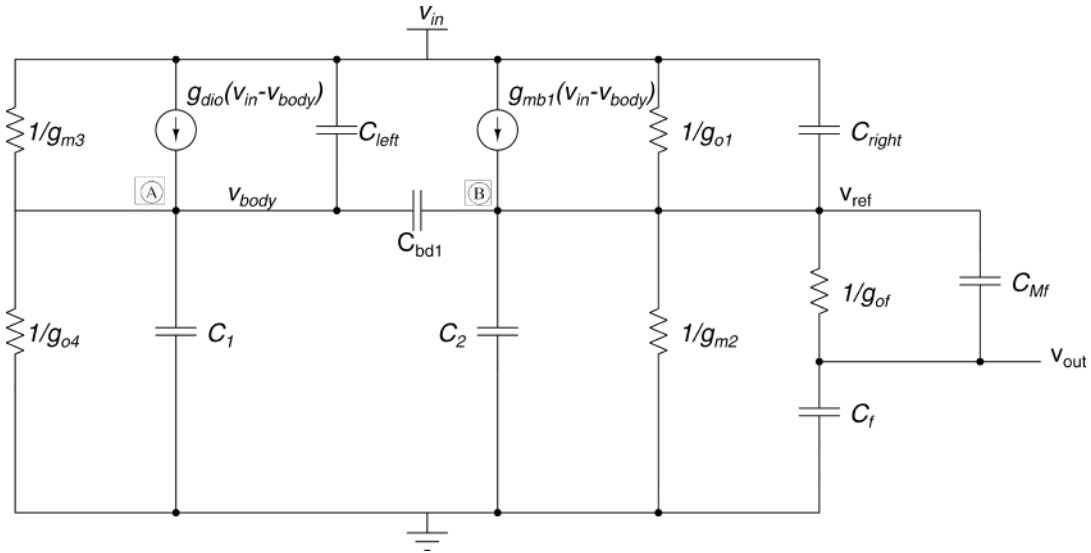 v_in
g_dio(v_in-v_body)
g_mb1(v_in-v_body)
1/g_m3
C_left
1/g_o1
C_right
A
v_body
B
v_ref
C_bd1
1/g_of
C_Mf
1/g_o4
C_1
C_2
1/g_m2
v_out
C_f